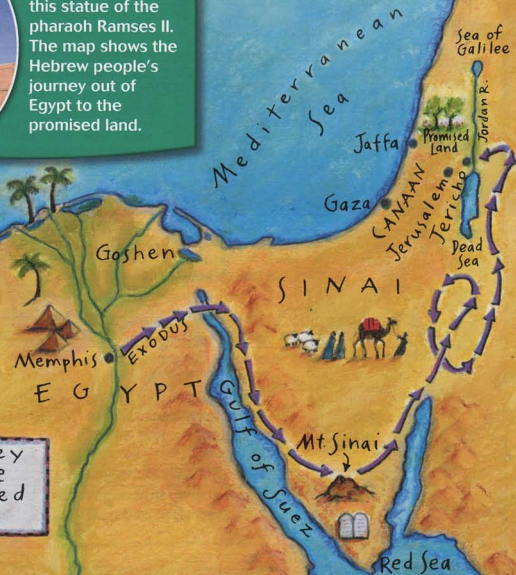 this statue of the
pharaoh Ramses II.
The map shows the
Hebrew people's
journey out of
Egypt to the
promised land.
Mediterranean
Sea
Sea of
Galilee
Jordan R.
Jaffa
Promised
Land
Gaza
CANAAN
Jerusalem
Jericho
Dead
Sea
Goshen
SINAI
EXODUS
Memphis
EGYPT
Gulf of Suez
Mt. Sinai
Red Sea
ey
e
ed